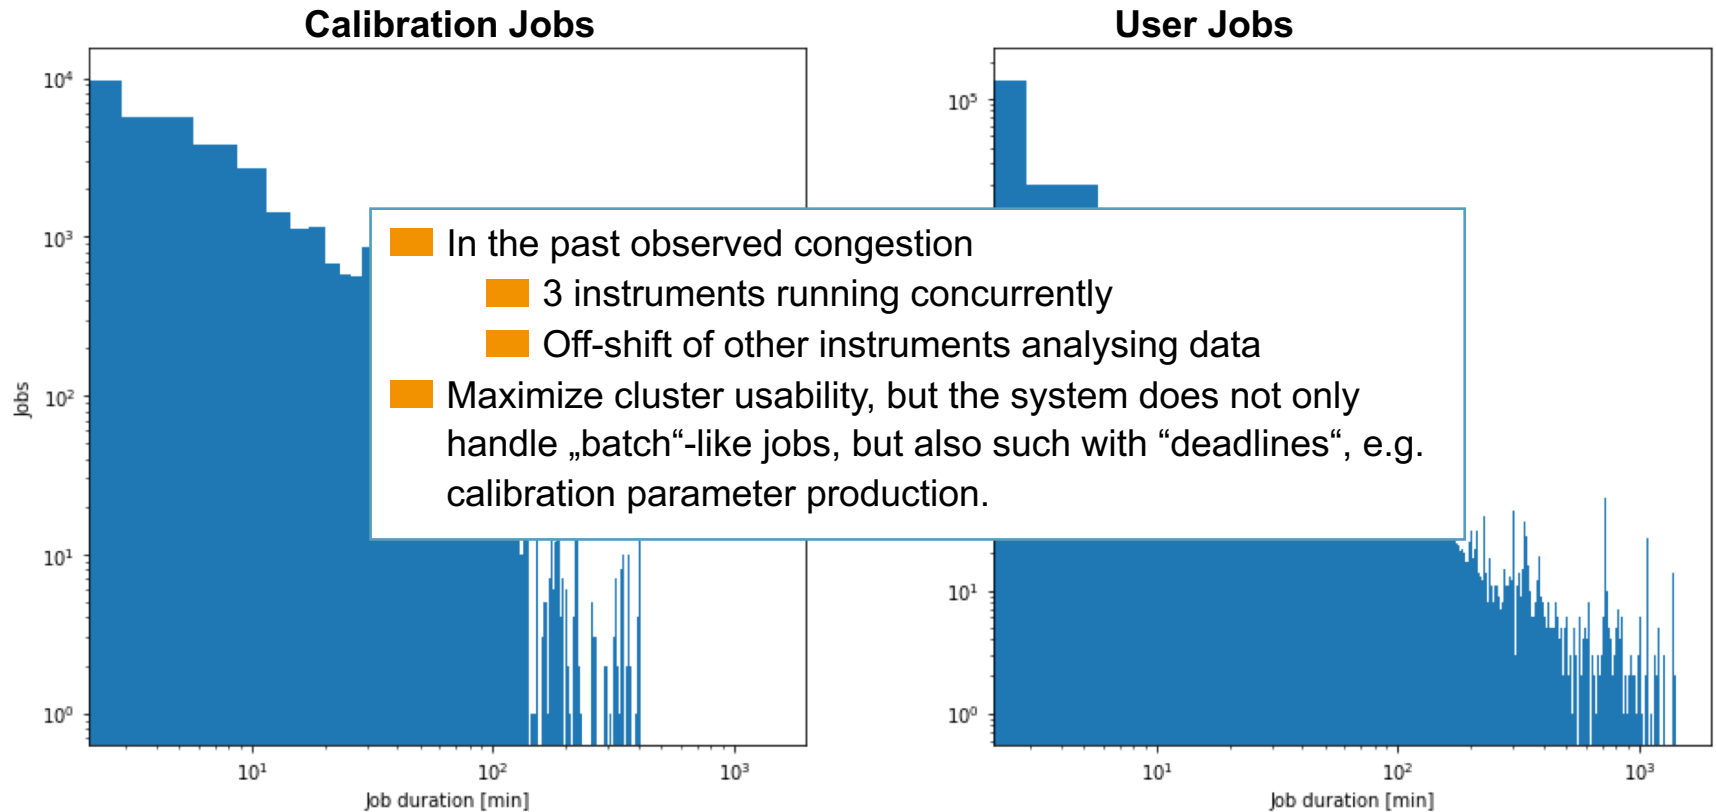 Calibration Jobs
User Jobs
10⁴
10³
10²
10¹
10⁰
Jobs
10¹
10²
10³
Job duration [min]
10⁵
10¹
10⁰
10¹
10²
10³
Job duration [min]
In the past observed congestion
3 instruments running concurrently
Off-shift of other instruments analysing data
Maximize cluster usability, but the system does not only
handle „batch“-like jobs, but also such with “deadlines“, e.g.
calibration parameter production.